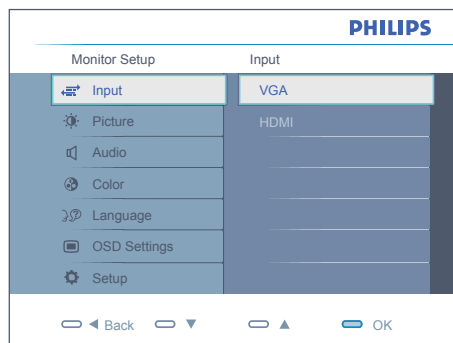 PHILIPS
Monitor Setup Input
Input VGA
Picture HDMI
Audio
Color
Language
OSD Settings
Setup
Back OK